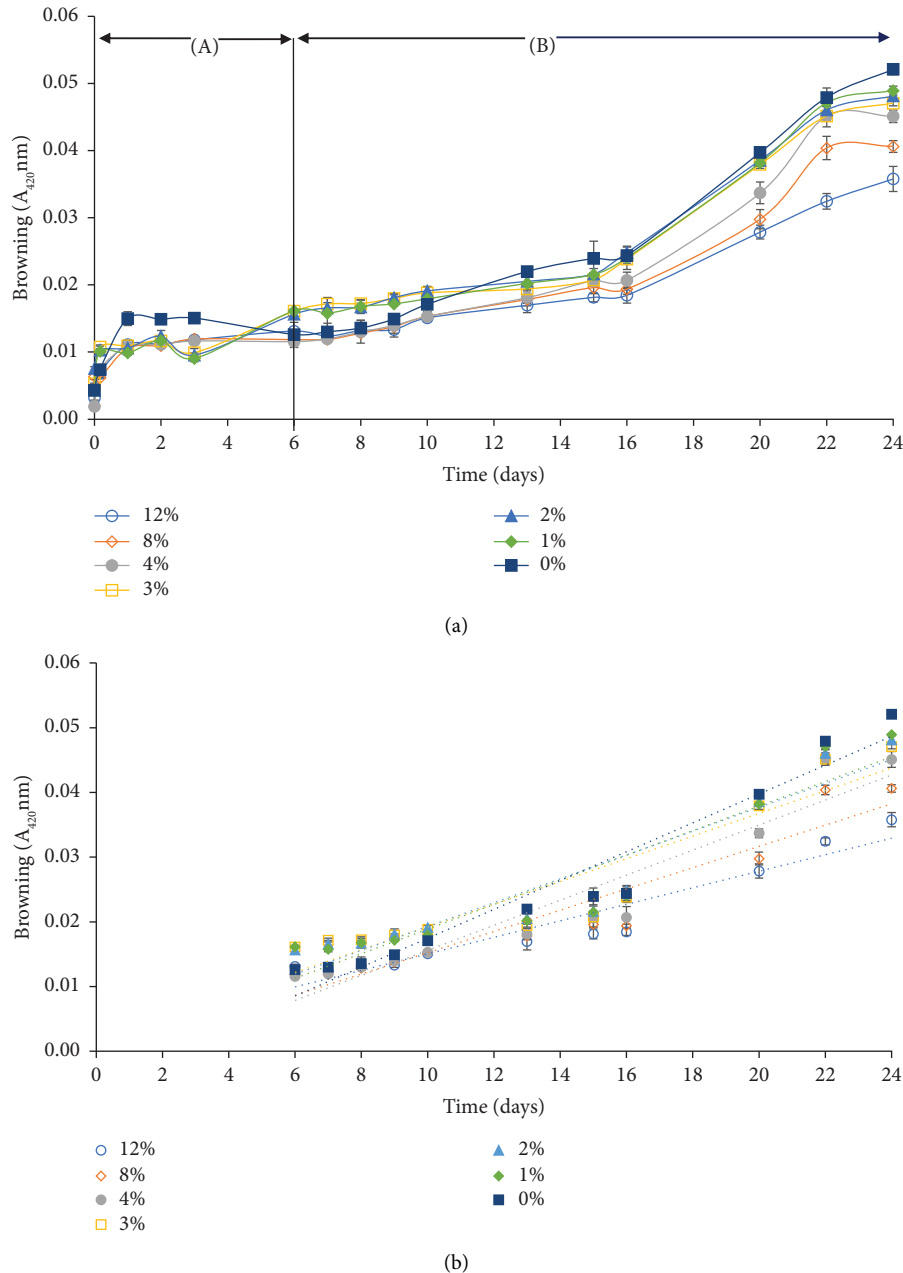 0.06
(A)
(B)
0.05
0.04
0.03
0.02
0.01
0.00
Browning (A₄₂₀nm)
0 2 4 6 8 10 12 14 16 18 20 22 24
Time (days)
12%
8%
4%
3%
2%
1%
0%
(a)
0.06
0.05
0.04
0.03
0.02
0.01
0.00
Browning (A₄₂₀nm)
0 2 4 6 8 10 12 14 16 18 20 22 24
Time (days)
12%
8%
4%
3%
2%
1%
0%
(b)